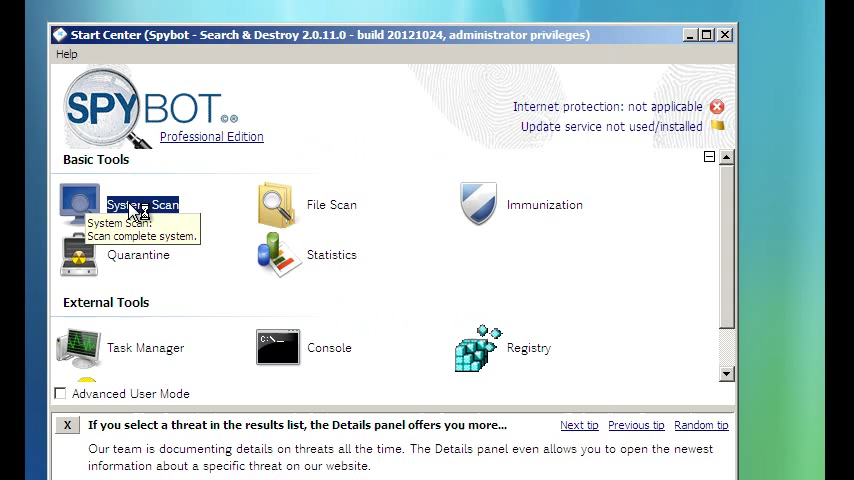 Start Center (Spybot - Search & Destroy 2.0.11.0 - build 20121024, administrator privileges)
Help
SPYBOT
Professional Edition
Internet protection: not applicable
Update service not used/installed
Basic Tools
System Scan
File Scan
Immunization
System Scan:
Scan complete system.
Quarantine
Statistics
External Tools
Task Manager
C:\._
Console
Registry
Advanced User Mode
X
If you select a threat in the results list, the Details panel offers you more...
Next tip
Previous tip
Random tip
Our team is documenting details on threats all the time. The Details panel even allows you to open the newest
information about a specific threat on our website.